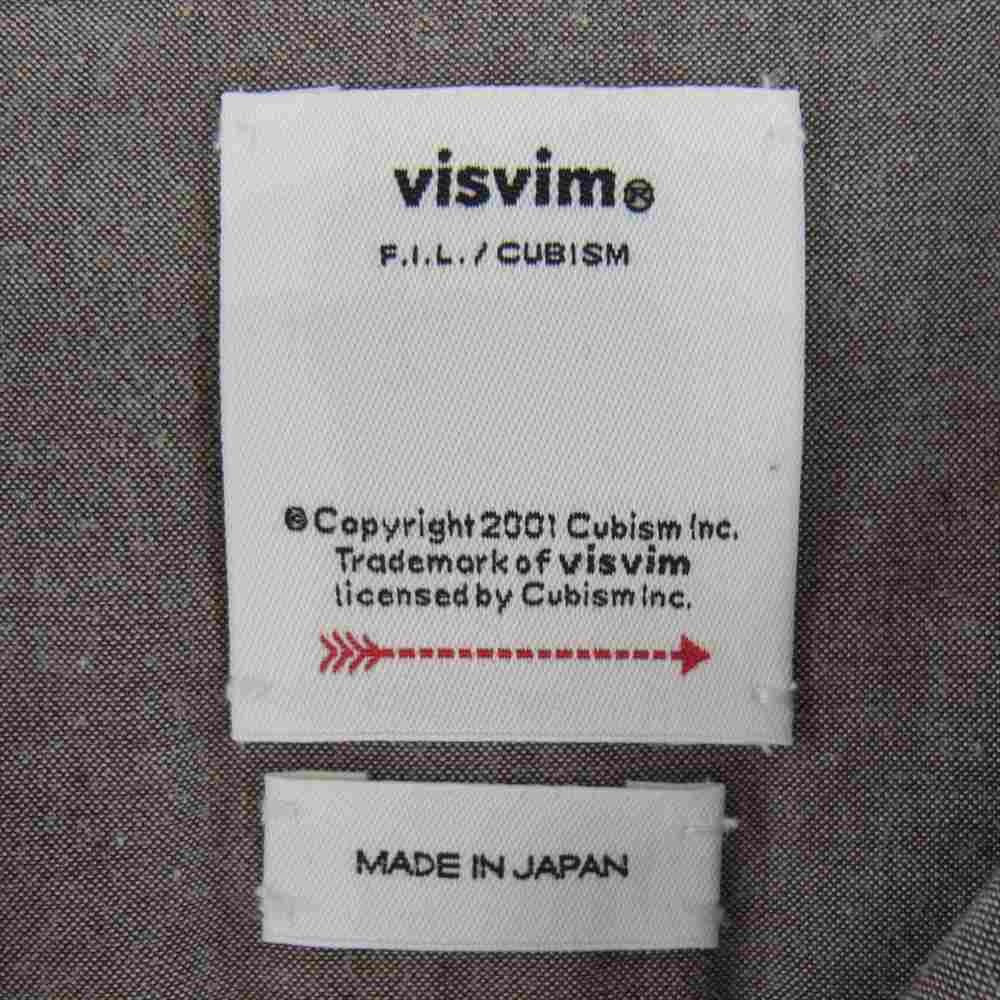 visvim®
F.I.L./CUBISM
®Copyright 2001 Cubism Inc.
Trademark of visvim
licensed by Cubism Inc.
MADE IN JAPAN